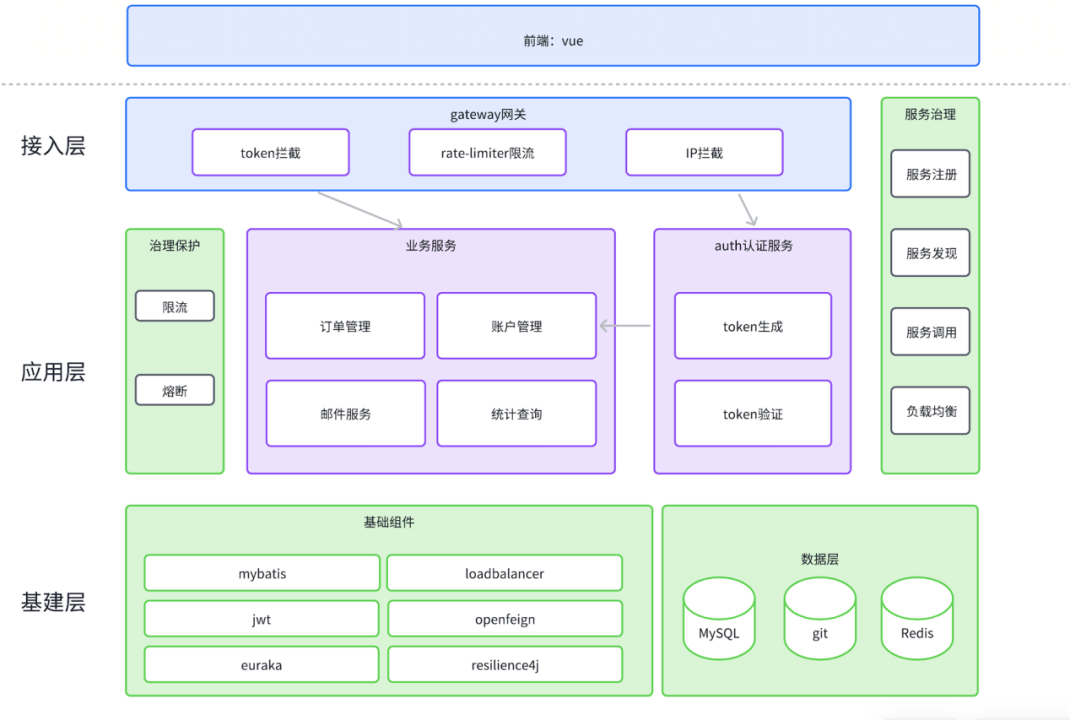 前端：vue
接入层
gateway网关
token拦截
rate-limiter限流
IP拦截
服务治理
服务注册
服务发现
服务调用
负载均衡
应用层
治理保护
限流
熔断
业务服务
订单管理
账户管理
邮件服务
统计查询
auth认证服务
token生成
token验证
基建层
基础组件
mybatis
loadbalancer
jwt
openfeign
euraka
resilience4j
数据层
MySQL
git
Redis